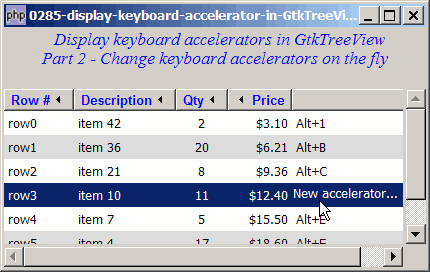 php 0285-display-keyboard-accelerator-in-GtkTreeVi...
Display keyboard accelerators in GtkTreeView
Part 2 - Change keyboard accelerators on the fly
Row # Description Qty Price
row0 item 42 2 $3.10 Alt+1
row1 item 36 20 $6.21 Alt+B
row2 item 21 8 $9.36 Alt+C
row3 item 10 11 $12.40 New accelerator...
row4 item 7 5 $15.50 Alt+E
row5 item 4 17 $18.60 Alt+F